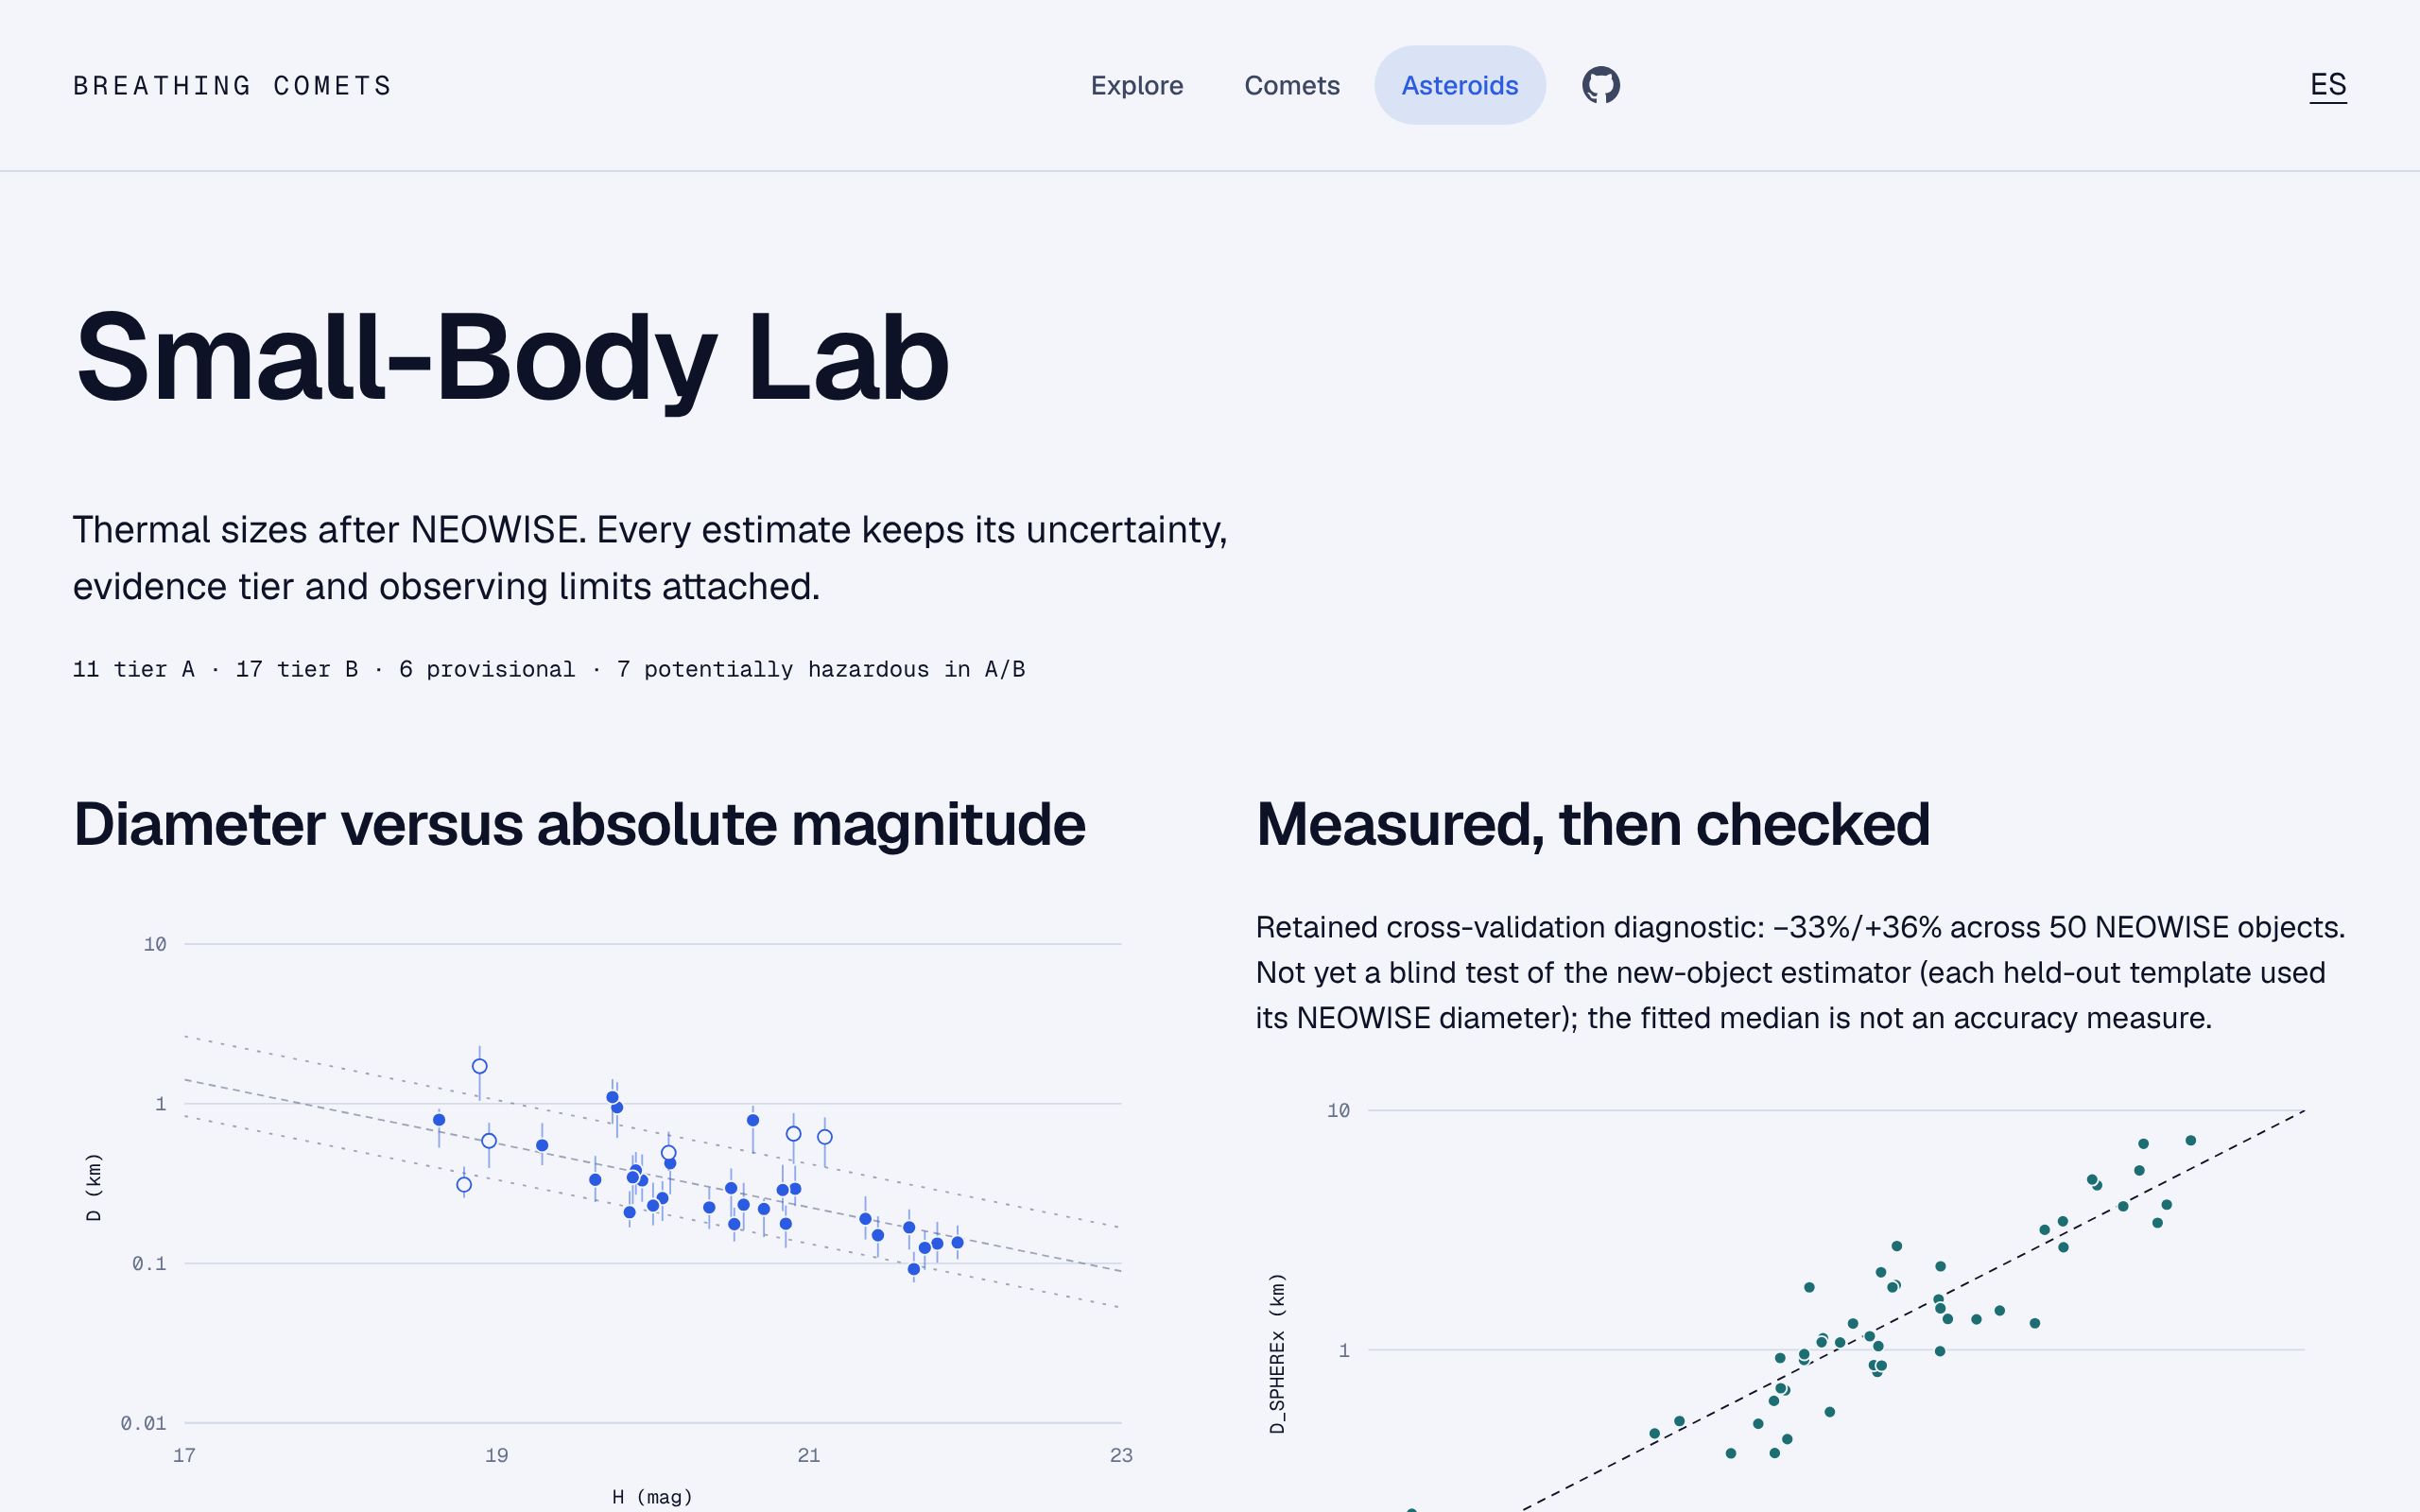 BREATHING COMETS
Explore
Comets
Asteroids
ES
Small-Body Lab
Thermal sizes after NEOWISE. Every estimate keeps its uncertainty,
evidence tier and observing limits attached.
11 tier A · 17 tier B · 6 provisional · 7 potentially hazardous in A/B
Diameter versus absolute magnitude
10
1
0.1
0.01
D (km)
17
19
21
23
H (mag)
Measured, then checked
Retained cross-validation diagnostic: −33%/+36% across 50 NEOWISE objects.
Not yet a blind test of the new-object estimator (each held-out template used
its NEOWISE diameter); the fitted median is not an accuracy measure.
10
1
D_SPHEREx (km)